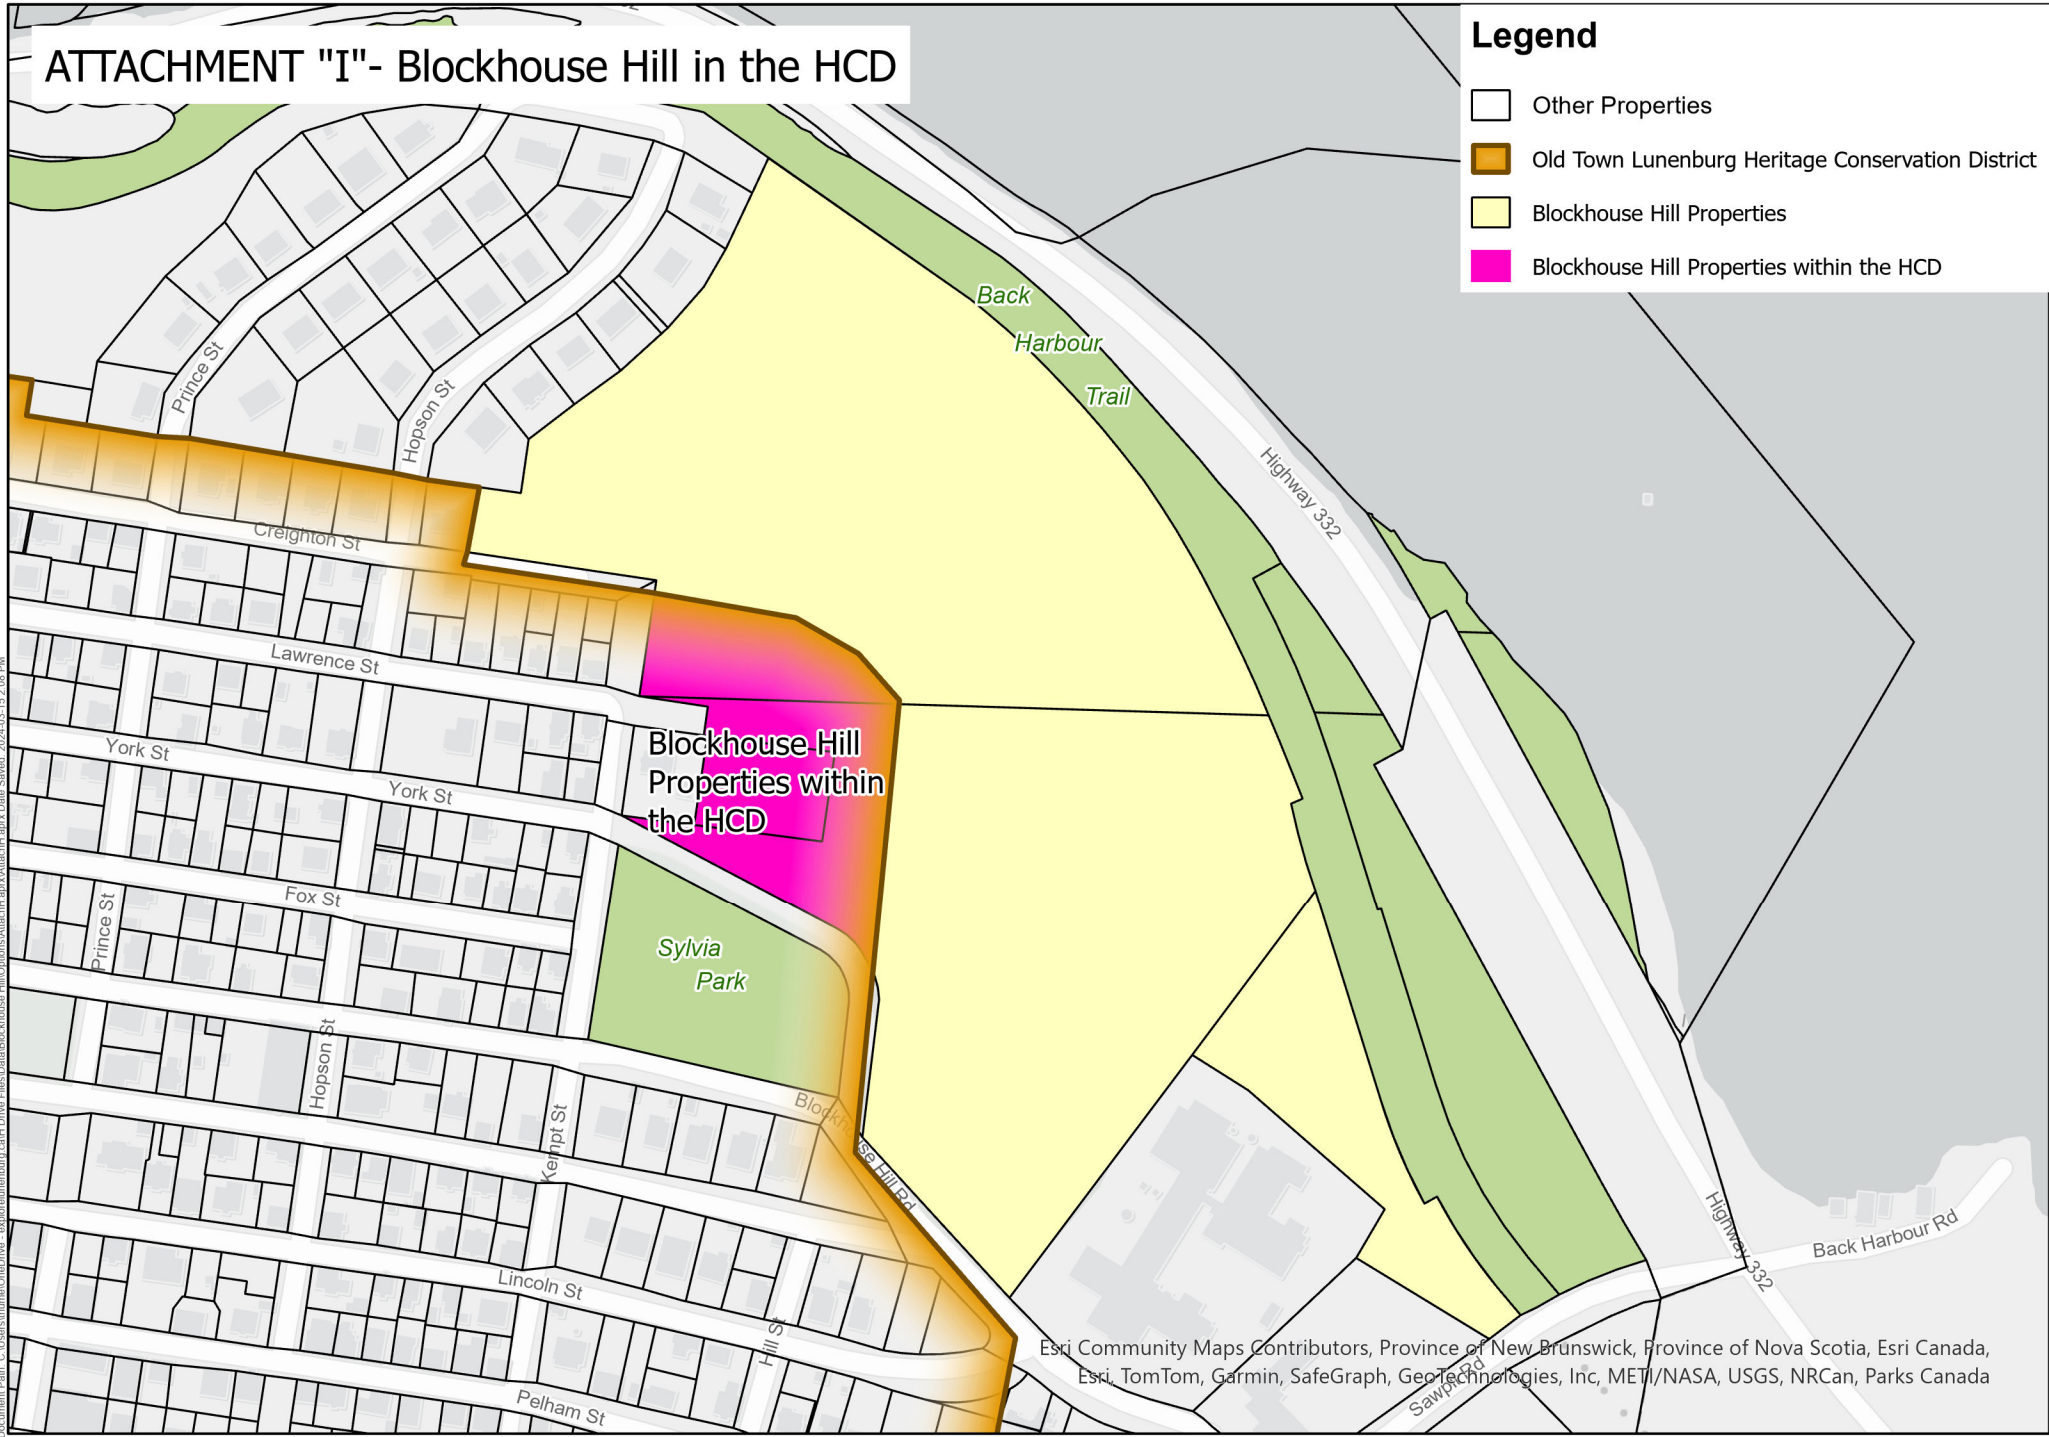 ATTACHMENT "I"- Blockhouse Hill in the HCD
Legend
Other Properties
Old Town Lunenburg Heritage Conservation District
Blockhouse Hill Properties
Blockhouse Hill Properties within the HCD
Back
Harbour
Trail
Prince St
Hopson St
Highway 332
Creighton St
Lawrence St
York St
York St
Blockhouse Hill
Properties within
the HCD
Fox St
Prince St
Sylvia
Park
Hopson St
Kempt St
Blockhouse Hill Rd
Highway 332
Back Harbour Rd
Lincoln St
Hill St
Pelham St
Sawpit Rd
Esri Community Maps Contributors, Province of New Brunswick, Province of Nova Scotia, Esri Canada,
Esri, TomTom, Garmin, SafeGraph, GeoTechnologies, Inc, METI/NASA, USGS, NRCan, Parks Canada